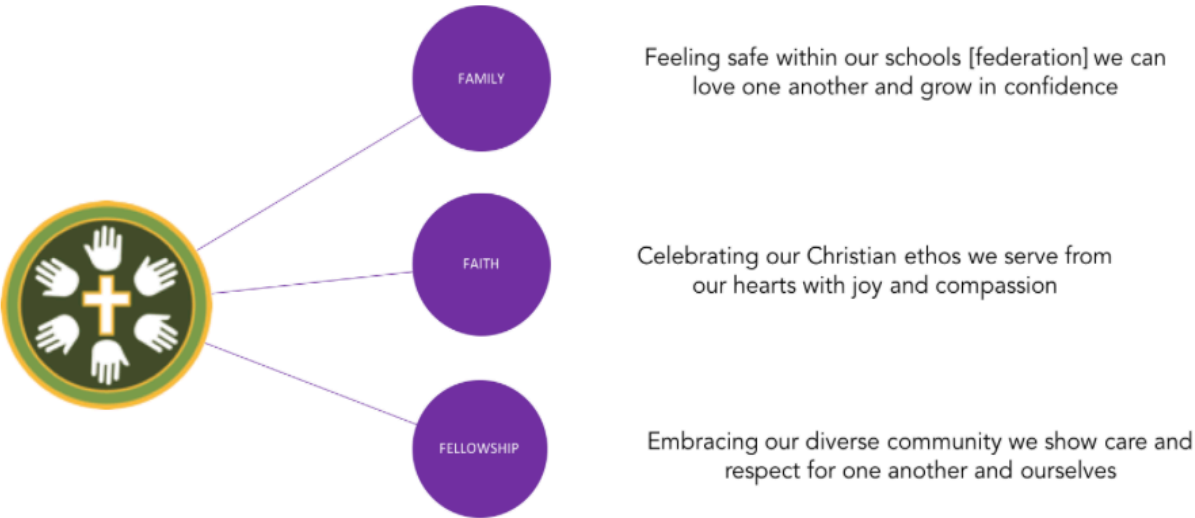 FAMILY
Feeling safe within our schools [federation] we can
love one another and grow in confidence
FAITH
Celebrating our Christian ethos we serve from
our hearts with joy and compassion
FELLOWSHIP
Embracing our diverse community we show care and
respect for one another and ourselves